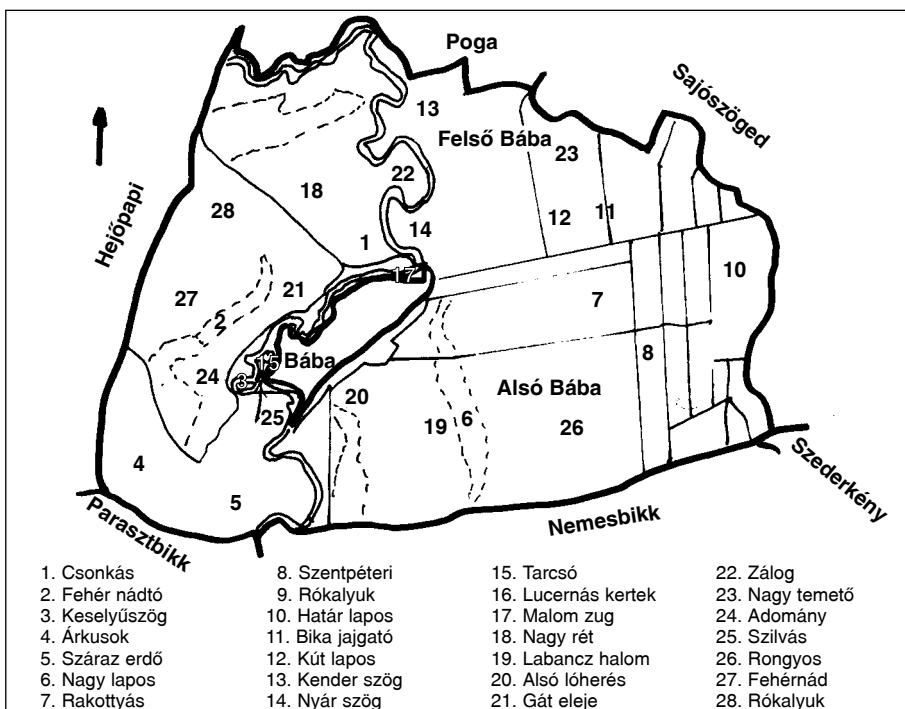 Poga
Sajószöged
13
Felső Bába
23
22
18
28
12
11
14
1
Hejőpapi
17
10
21
27
7
2
15
Bába
8
24
3
Alsó Bába
20
25
19
6
26
4
5
Szederkény
Parasztbikk
Nemesbikk
1. Csonkás
2. Fehér nádtó
3. Keselyűszög
4. Árkusok
5. Száraz erdő
6. Nagy lapos
7. Rakottyás
8. Szentpéteri
9. Rókalyuk
10. Határ lapos
11. Bika jajgató
12. Kút lapos
13. Kender szög
14. Nyár szög
15. Tarcsó
16. Lucernás kertek
17. Malom zug
18. Nagy rét
19. Labancz halom
20. Alsó lóherés
21. Gát eleje
22. Zálog
23. Nagy temető
24. Adomány
25. Szilvás
26. Rongyos
27. Fehérnád
28. Rókalyuk